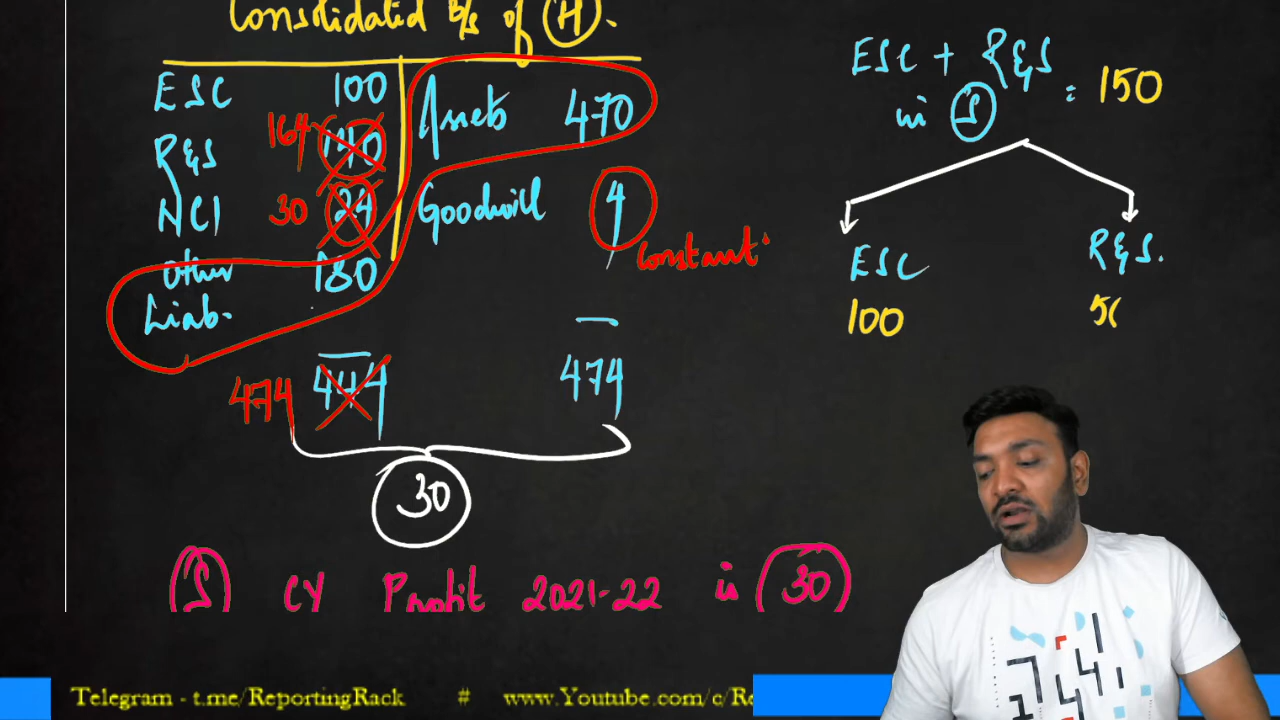 Consolidated B/s of (H).
ESC 100
R&S 164 140
NCI 30 24
Other Liab. 180
474 444
Assets 470
Goodwill 4
Constant
474
30
(S) CY Profit 2021-22 is (30)
ESC + R&S in (S) = 150
ESC 100
R&S. 50
Telegram - t.me/ReportingRack # www.Youtube.com/c/Re